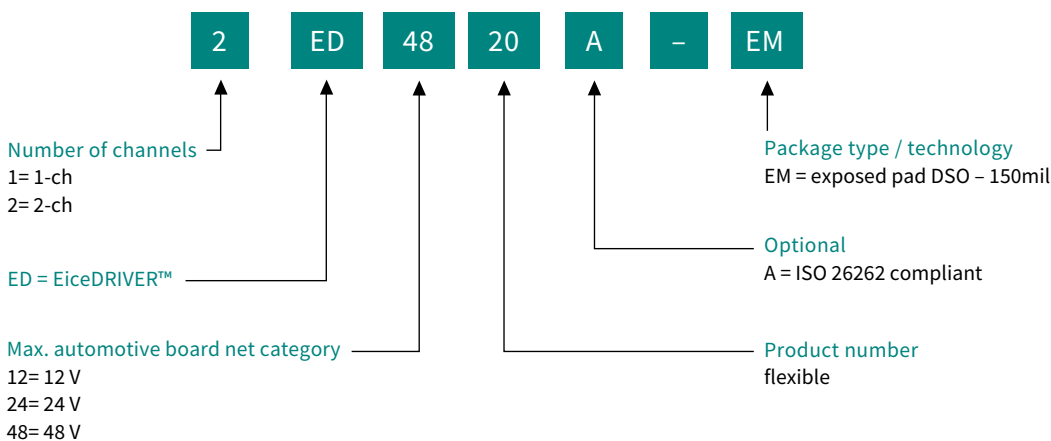 2 ED 48 20 A – EM
Number of channels
1= 1-ch
2= 2-ch
ED = EiceDRIVER™
Max. automotive board net category
12= 12 V
24= 24 V
48= 48 V
Package type / technology
EM = exposed pad DSO – 150mil
Optional
A = ISO 26262 compliant
Product number
flexible